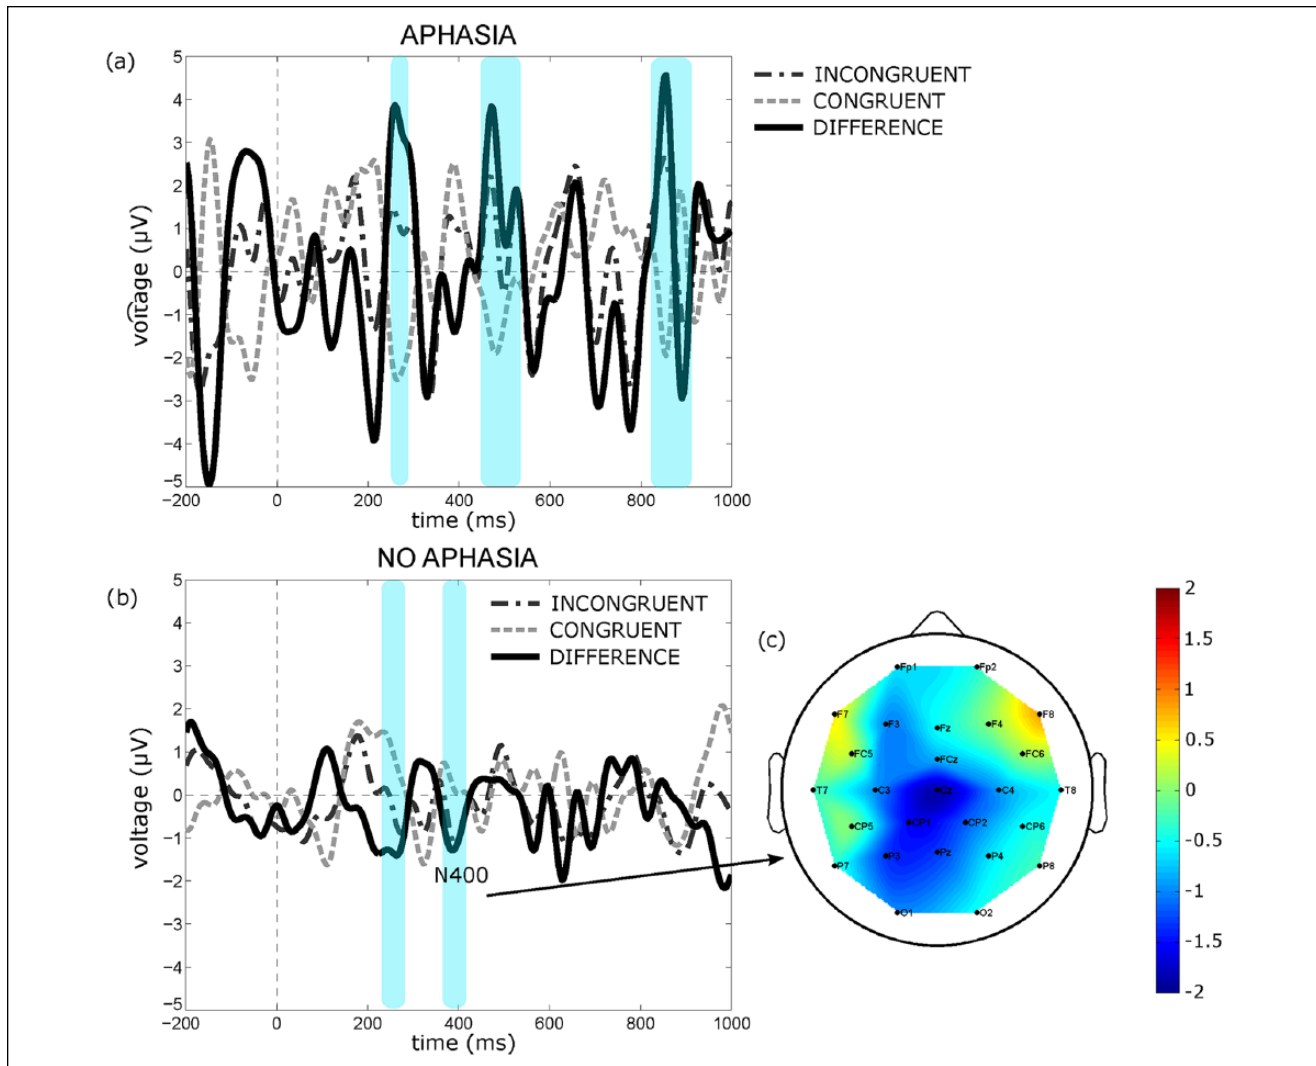 APHASIA
(a)
INCONGRUENT
CONGRUENT
DIFFERENCE
5
4
3
2
1
0
−1
−2
−3
−4
−5
voltage (µV)
−200 0 200 400 600 800 1000
time (ms)
NO APHASIA
(b)
INCONGRUENT
CONGRUENT
DIFFERENCE
5
4
3
2
1
0
−1
−2
−3
−4
−5
voltage (µV)
N400
−200 0 200 400 600 800 1000
time (ms)
(c)
Fp1 Fp2
F7 F3 Fz F4 F8
FC5 FCz FC6
T7 C3 Cz C4 T8
CP5 CP1 CP2 CP6
P7 P3 Pz P4 P8
O1 O2
2
1.5
1
0.5
0
-0.5
-1
-1.5
-2